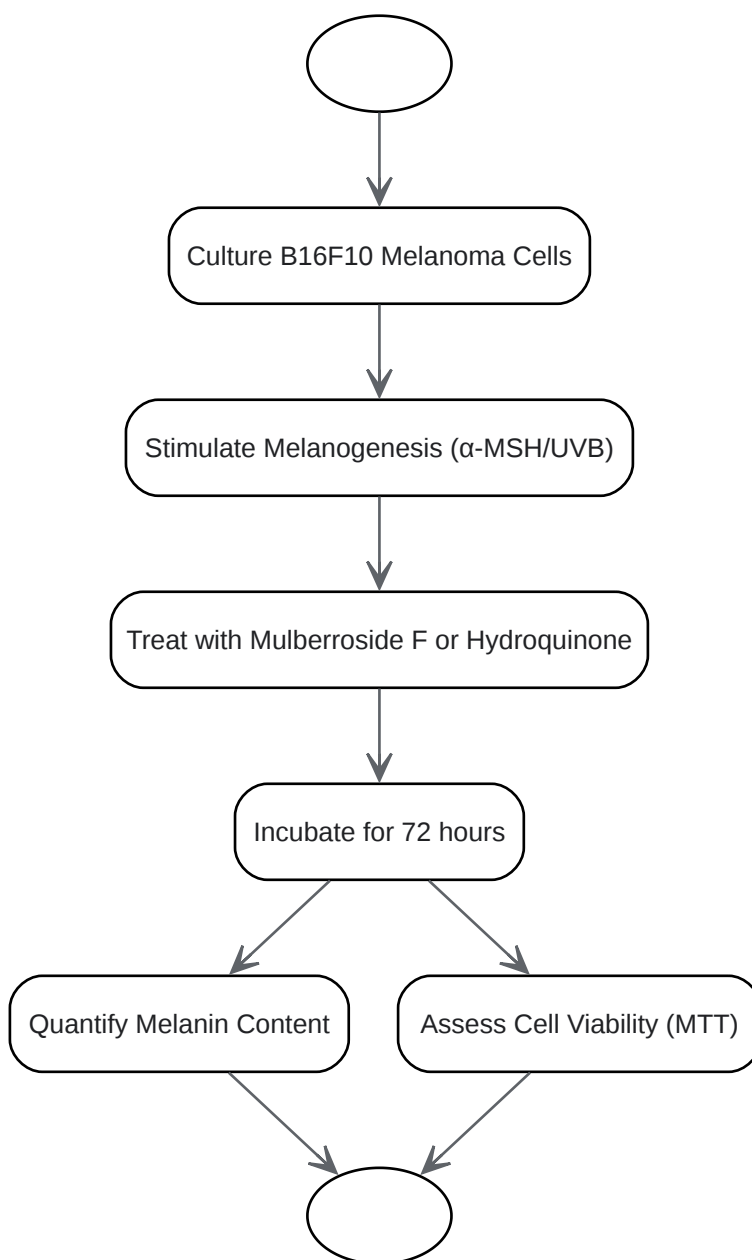 Culture B16F10 Melanoma Cells
Stimulate Melanogenesis (α-MSH/UVB)
Treat with Mulberroside F or Hydroquinone
Incubate for 72 hours
Quantify Melanin Content
Assess Cell Viability (MTT)